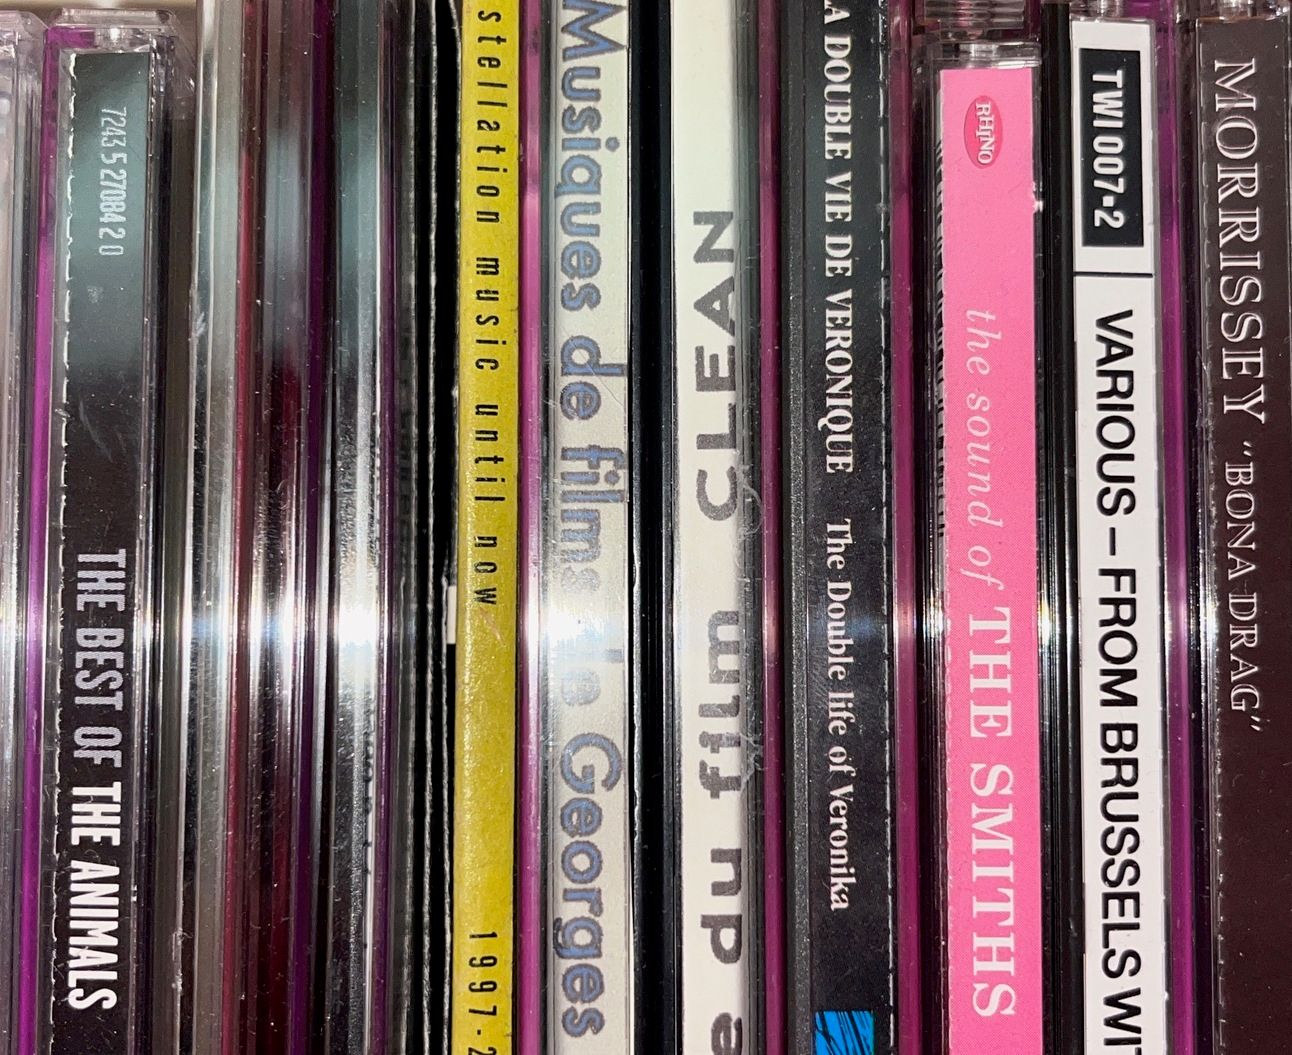 7243 5 27084 2 0
THE BEST OF THE ANIMALS
stellation music until now 1997-2
Musiques de films de Georges
e du film CLEAN
A DOUBLE VIE DE VERONIQUE The Double life of Veronika
RHINO
the sound of THE SMITHS
TWI 007-2
VARIOUS – FROM BRUSSELS WIT
MORRISSEY "BONA DRAG"